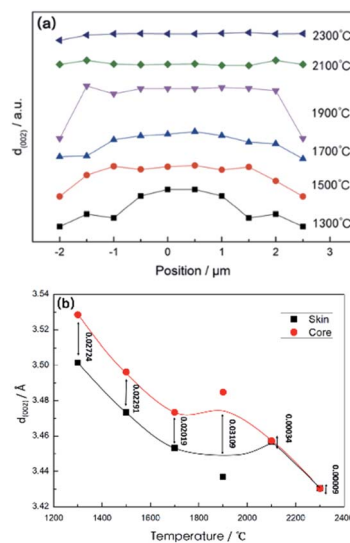 (a)
d(002) / a.u.
2300°C
2100°C
1900°C
1700°C
1500°C
1300°C
-2 -1 0 1 2 3
Position / μm
(b)
Skin
Core
d(002)/ Å
3.54
3.52
3.50
3.48
3.46
3.44
3.42
0.02724
0.02291
0.02019
0.03109
0.00034
0.00009
1200 1400 1600 1800 2000 2200 2400
Temperature / ℃